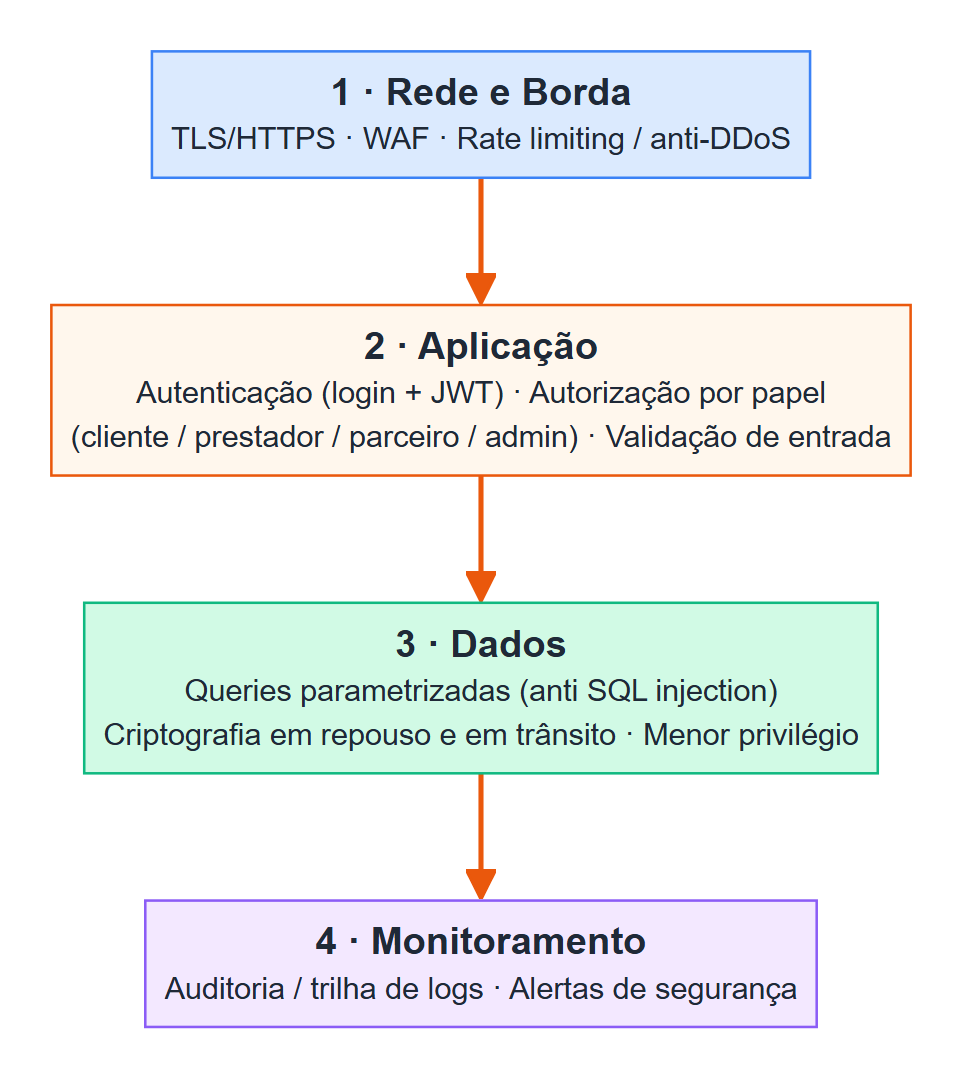 1 · Rede e Borda
TLS/HTTPS · WAF · Rate limiting / anti-DDoS
2 · Aplicação
Autenticação (login + JWT) · Autorização por papel
(cliente / prestador / parceiro / admin) · Validação de entrada
3 · Dados
Queries parametrizadas (anti SQL injection)
Criptografia em repouso e em trânsito · Menor privilégio
4 · Monitoramento
Auditoria / trilha de logs · Alertas de segurança